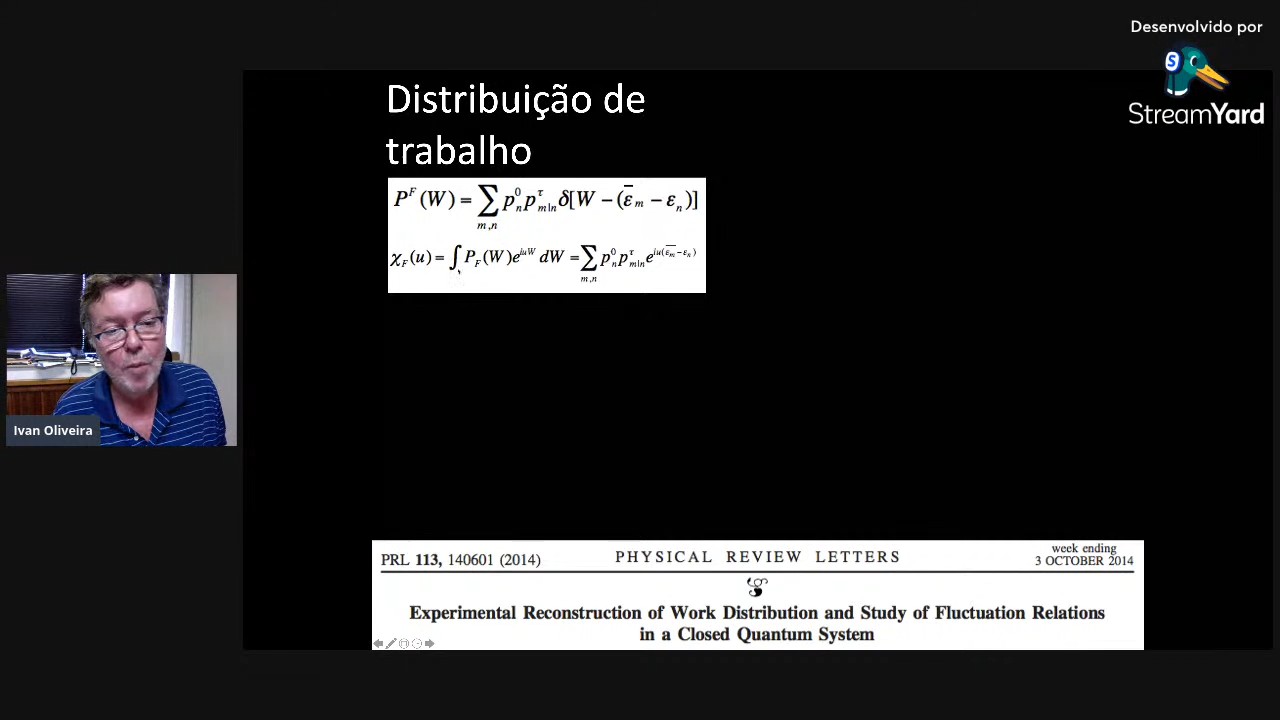 Desenvolvido por
StreamYard
Distribuição de
trabalho
P^F(W) = ∑_{m,n} p_n^0 p_{m|n}^τ δ[W − (ε̅_m − ε_n)]
χ_F(u) = ∫ P_F(W)e^{iuW} dW = ∑_{m,n} p_n^0 p_{m|n}^τ e^{iu(ε̅_m − ε_n)}
Ivan Oliveira
PRL 113, 140601 (2014)
PHYSICAL REVIEW LETTERS
week ending
3 OCTOBER 2014
Experimental Reconstruction of Work Distribution and Study of Fluctuation Relations
in a Closed Quantum System